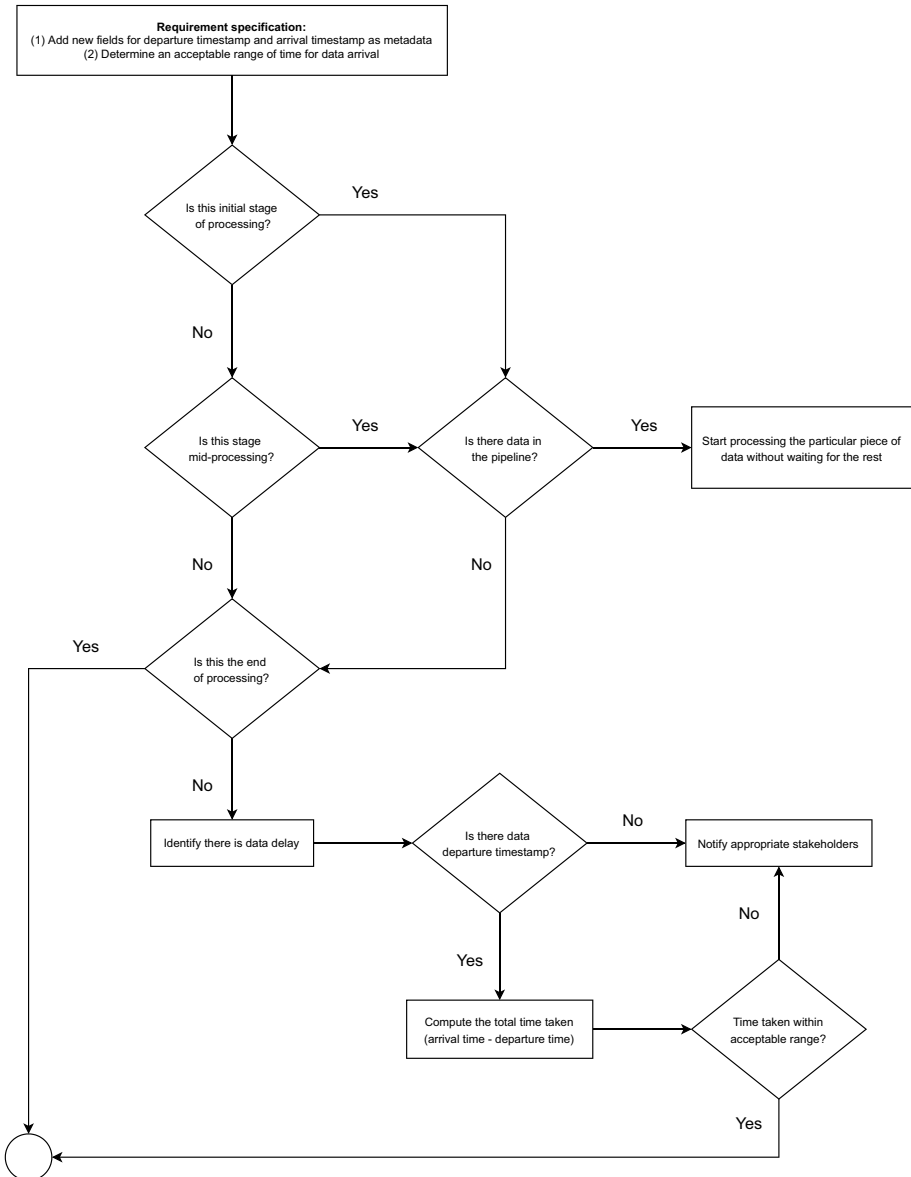 Requirement specification:
(1) Add new fields for departure timestamp and arrival timestamp as metadata
(2) Determine an acceptable range of time for data arrival
Yes
Is this initial stage
of processing?
No
Yes
Yes
Is this stage
mid-processing?
Is there data in
the pipeline?
Start processing the particular piece of
data without waiting for the rest
No
No
Yes
Is this the end
of processing?
No
No
Identify there is data delay
Is there data
departure timestamp?
Notify appropriate stakeholders
No
Yes
Compute the total time taken
(arrival time - departure time)
Time taken within
acceptable range?
Yes